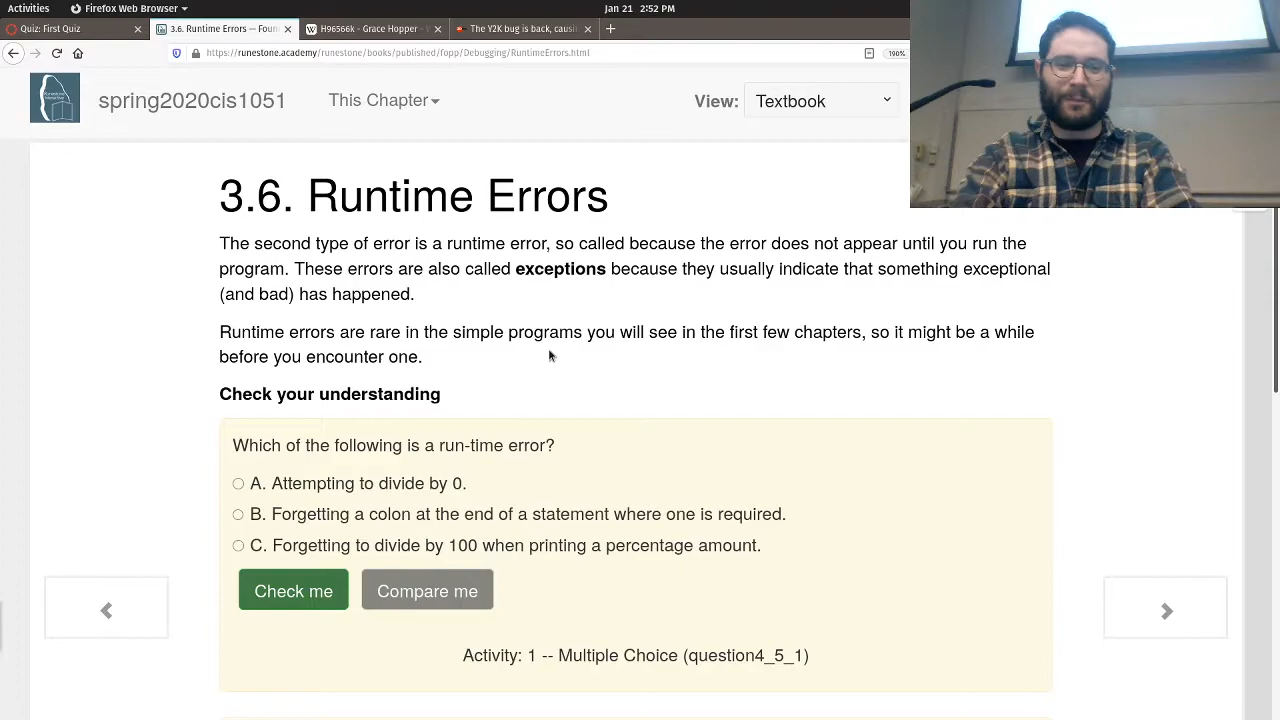 Activities Firefox Web Browser Jan 21 2:52 PM
Quiz: First Quiz 3.6. Runtime Errors — Foun H96566k - Grace Hopper - W The Y2K bug is back, causin
https://runestone.academy/runestone/books/published/fopp/Debugging/RuntimeErrors.html 190%
spring2020cis1051 This Chapter View: Textbook
3.6. Runtime Errors
The second type of error is a runtime error, so called because the error does not appear until you run the
program. These errors are also called exceptions because they usually indicate that something exceptional
(and bad) has happened.
Runtime errors are rare in the simple programs you will see in the first few chapters, so it might be a while
before you encounter one.
Check your understanding
Which of the following is a run-time error?
A. Attempting to divide by 0.
B. Forgetting a colon at the end of a statement where one is required.
C. Forgetting to divide by 100 when printing a percentage amount.
Check me Compare me
Activity: 1 -- Multiple Choice (question4_5_1)